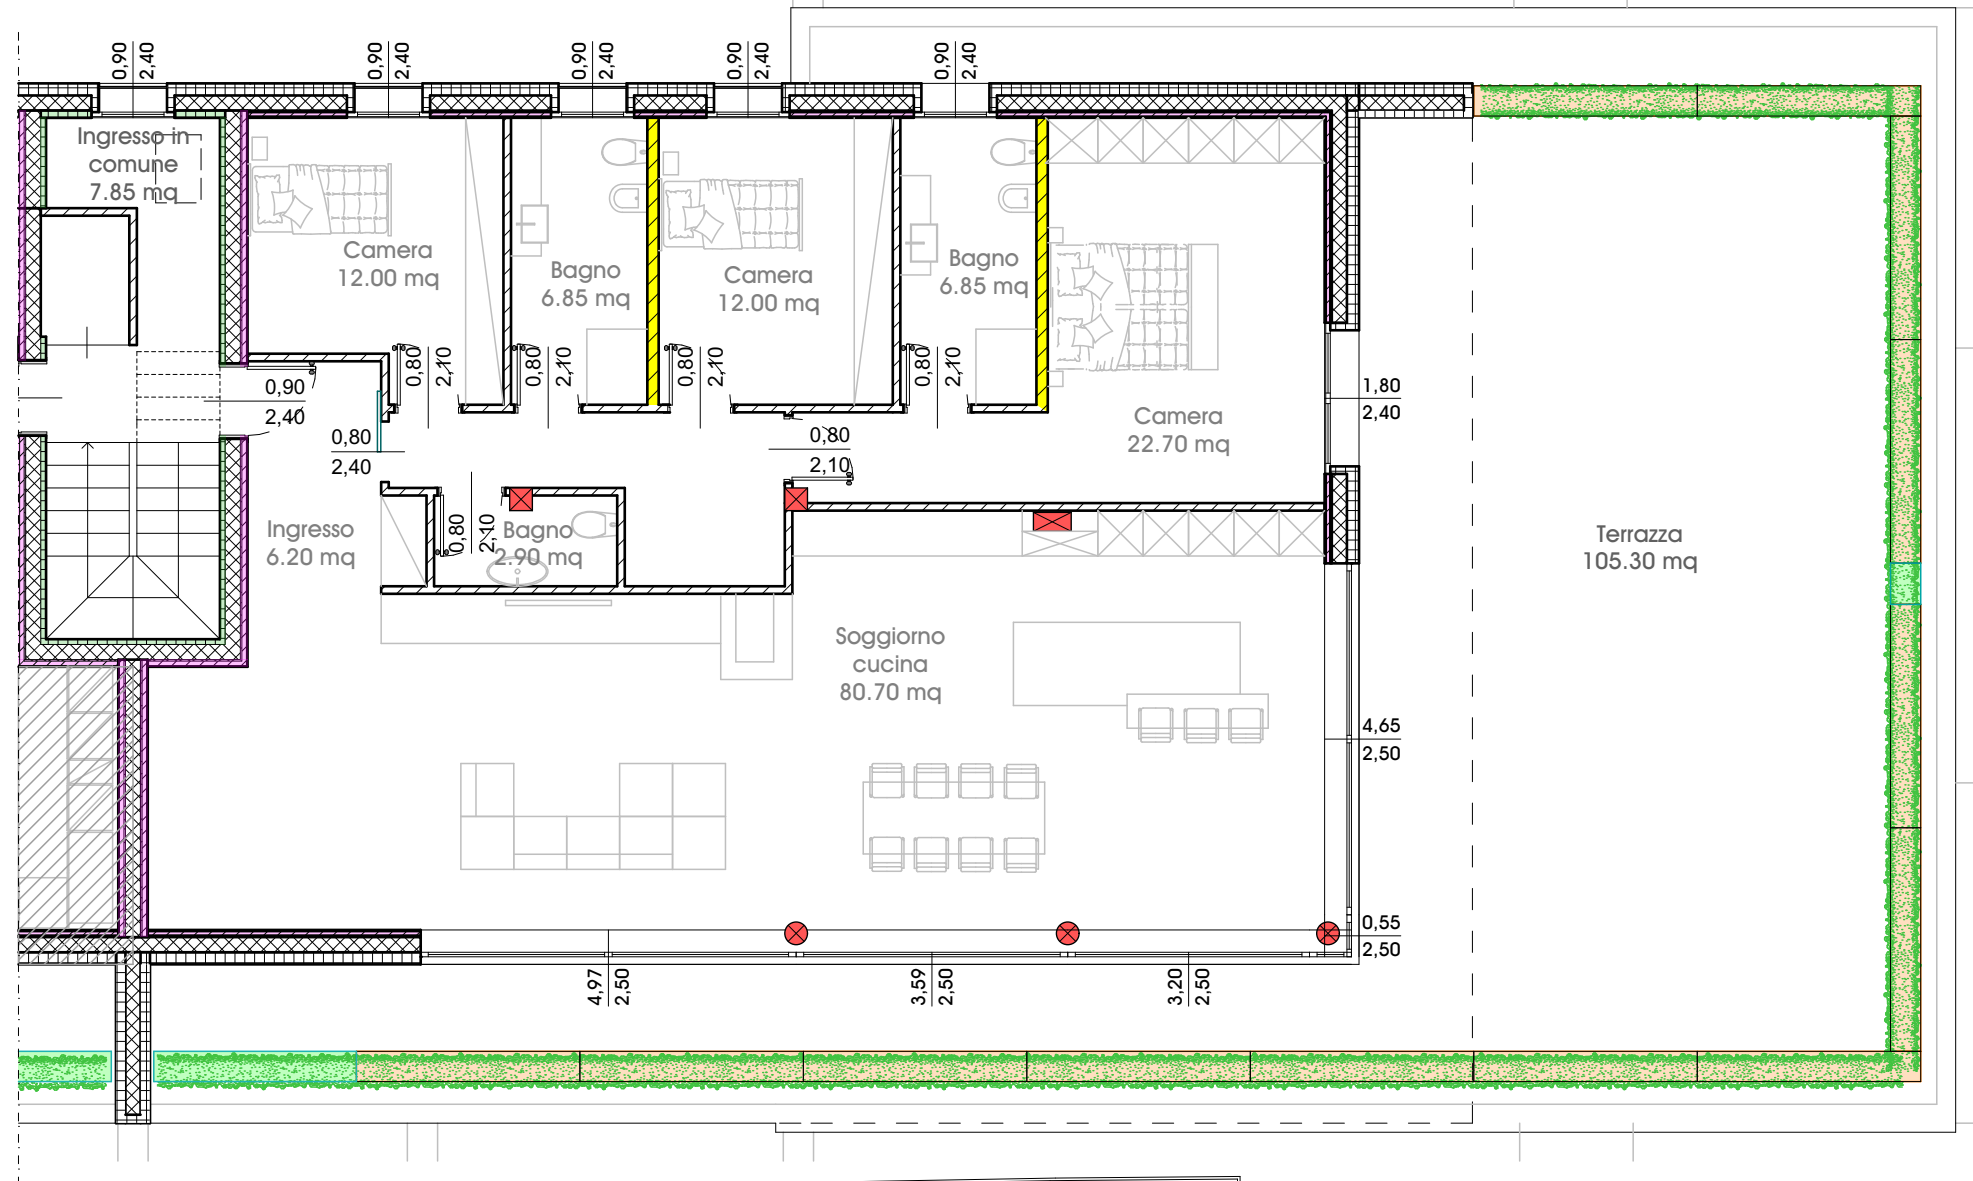 0,90
2,40
0,90
2,40
0,90
2,40
0,90
2,40
0,90
2,40
Ingresso in
comune
7.85 mq
Camera
12.00 mq
Bagno
6.85 mq
Camera
12.00 mq
Bagno
6.85 mq
0,80
2,10
0,80
2,10
0,80
2,10
0,80
2,10
0,90
2,40
1,80
2,40
Camera
22.70 mq
0,80
2,40
0,80
2,10
Ingresso
6.20 mq
0,80
2,10
Bagno
2.90 mq
Terrazza
105.30 mq
Soggiorno
cucina
80.70 mq
4,65
2,50
0,55
2,50
4,97
2,50
3,59
2,50
3,20
2,50